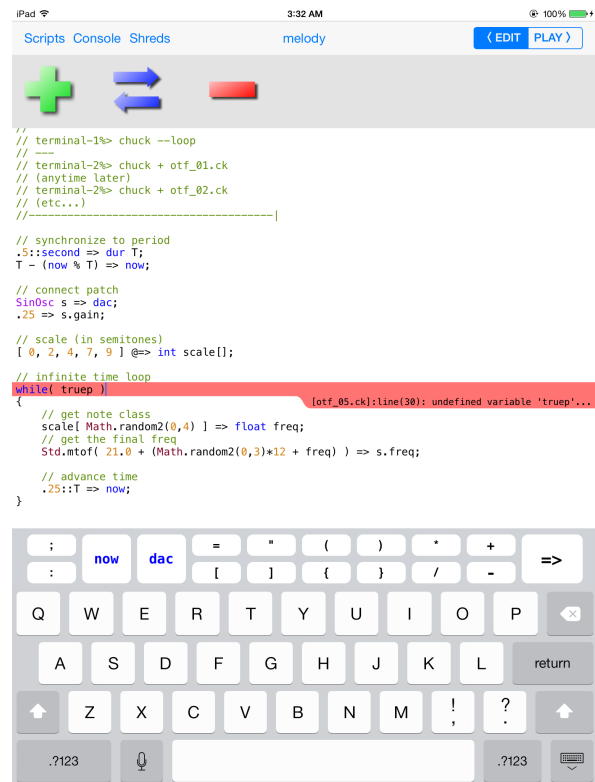 iPad 3:32 AM 100%
Scripts Console Shreds melody 〈 EDIT PLAY 〉
//
// terminal-1%> chuck --loop
// ---
// terminal-2%> chuck + otf_01.ck
// (anytime later)
// terminal-2%> chuck + otf_02.ck
// (etc...)
//--------------------------------------|
// synchronize to period
.5::second => dur T;
T - (now % T) => now;
// connect patch
SinOsc s => dac;
.25 => s.gain;
// scale (in semitones)
[ 0, 2, 4, 7, 9 ] @=> int scale[];
// infinite time loop
while( truep )
{ [otf_05.ck]:line(30): undefined variable 'truep'...
// get note class
scale[ Math.random2(0,4) ] => float freq;
// get the final freq
Std.mtof( 21.0 + (Math.random2(0,3)*12 + freq) ) => s.freq;
// advance time
.25::T => now;
}
; = " ( ) * +
now dac =>
: [ ] { } / -
Q W E R T Y U I O P
A S D F G H J K L return
Z X C V B N M ! , ? .
.?123 .?123